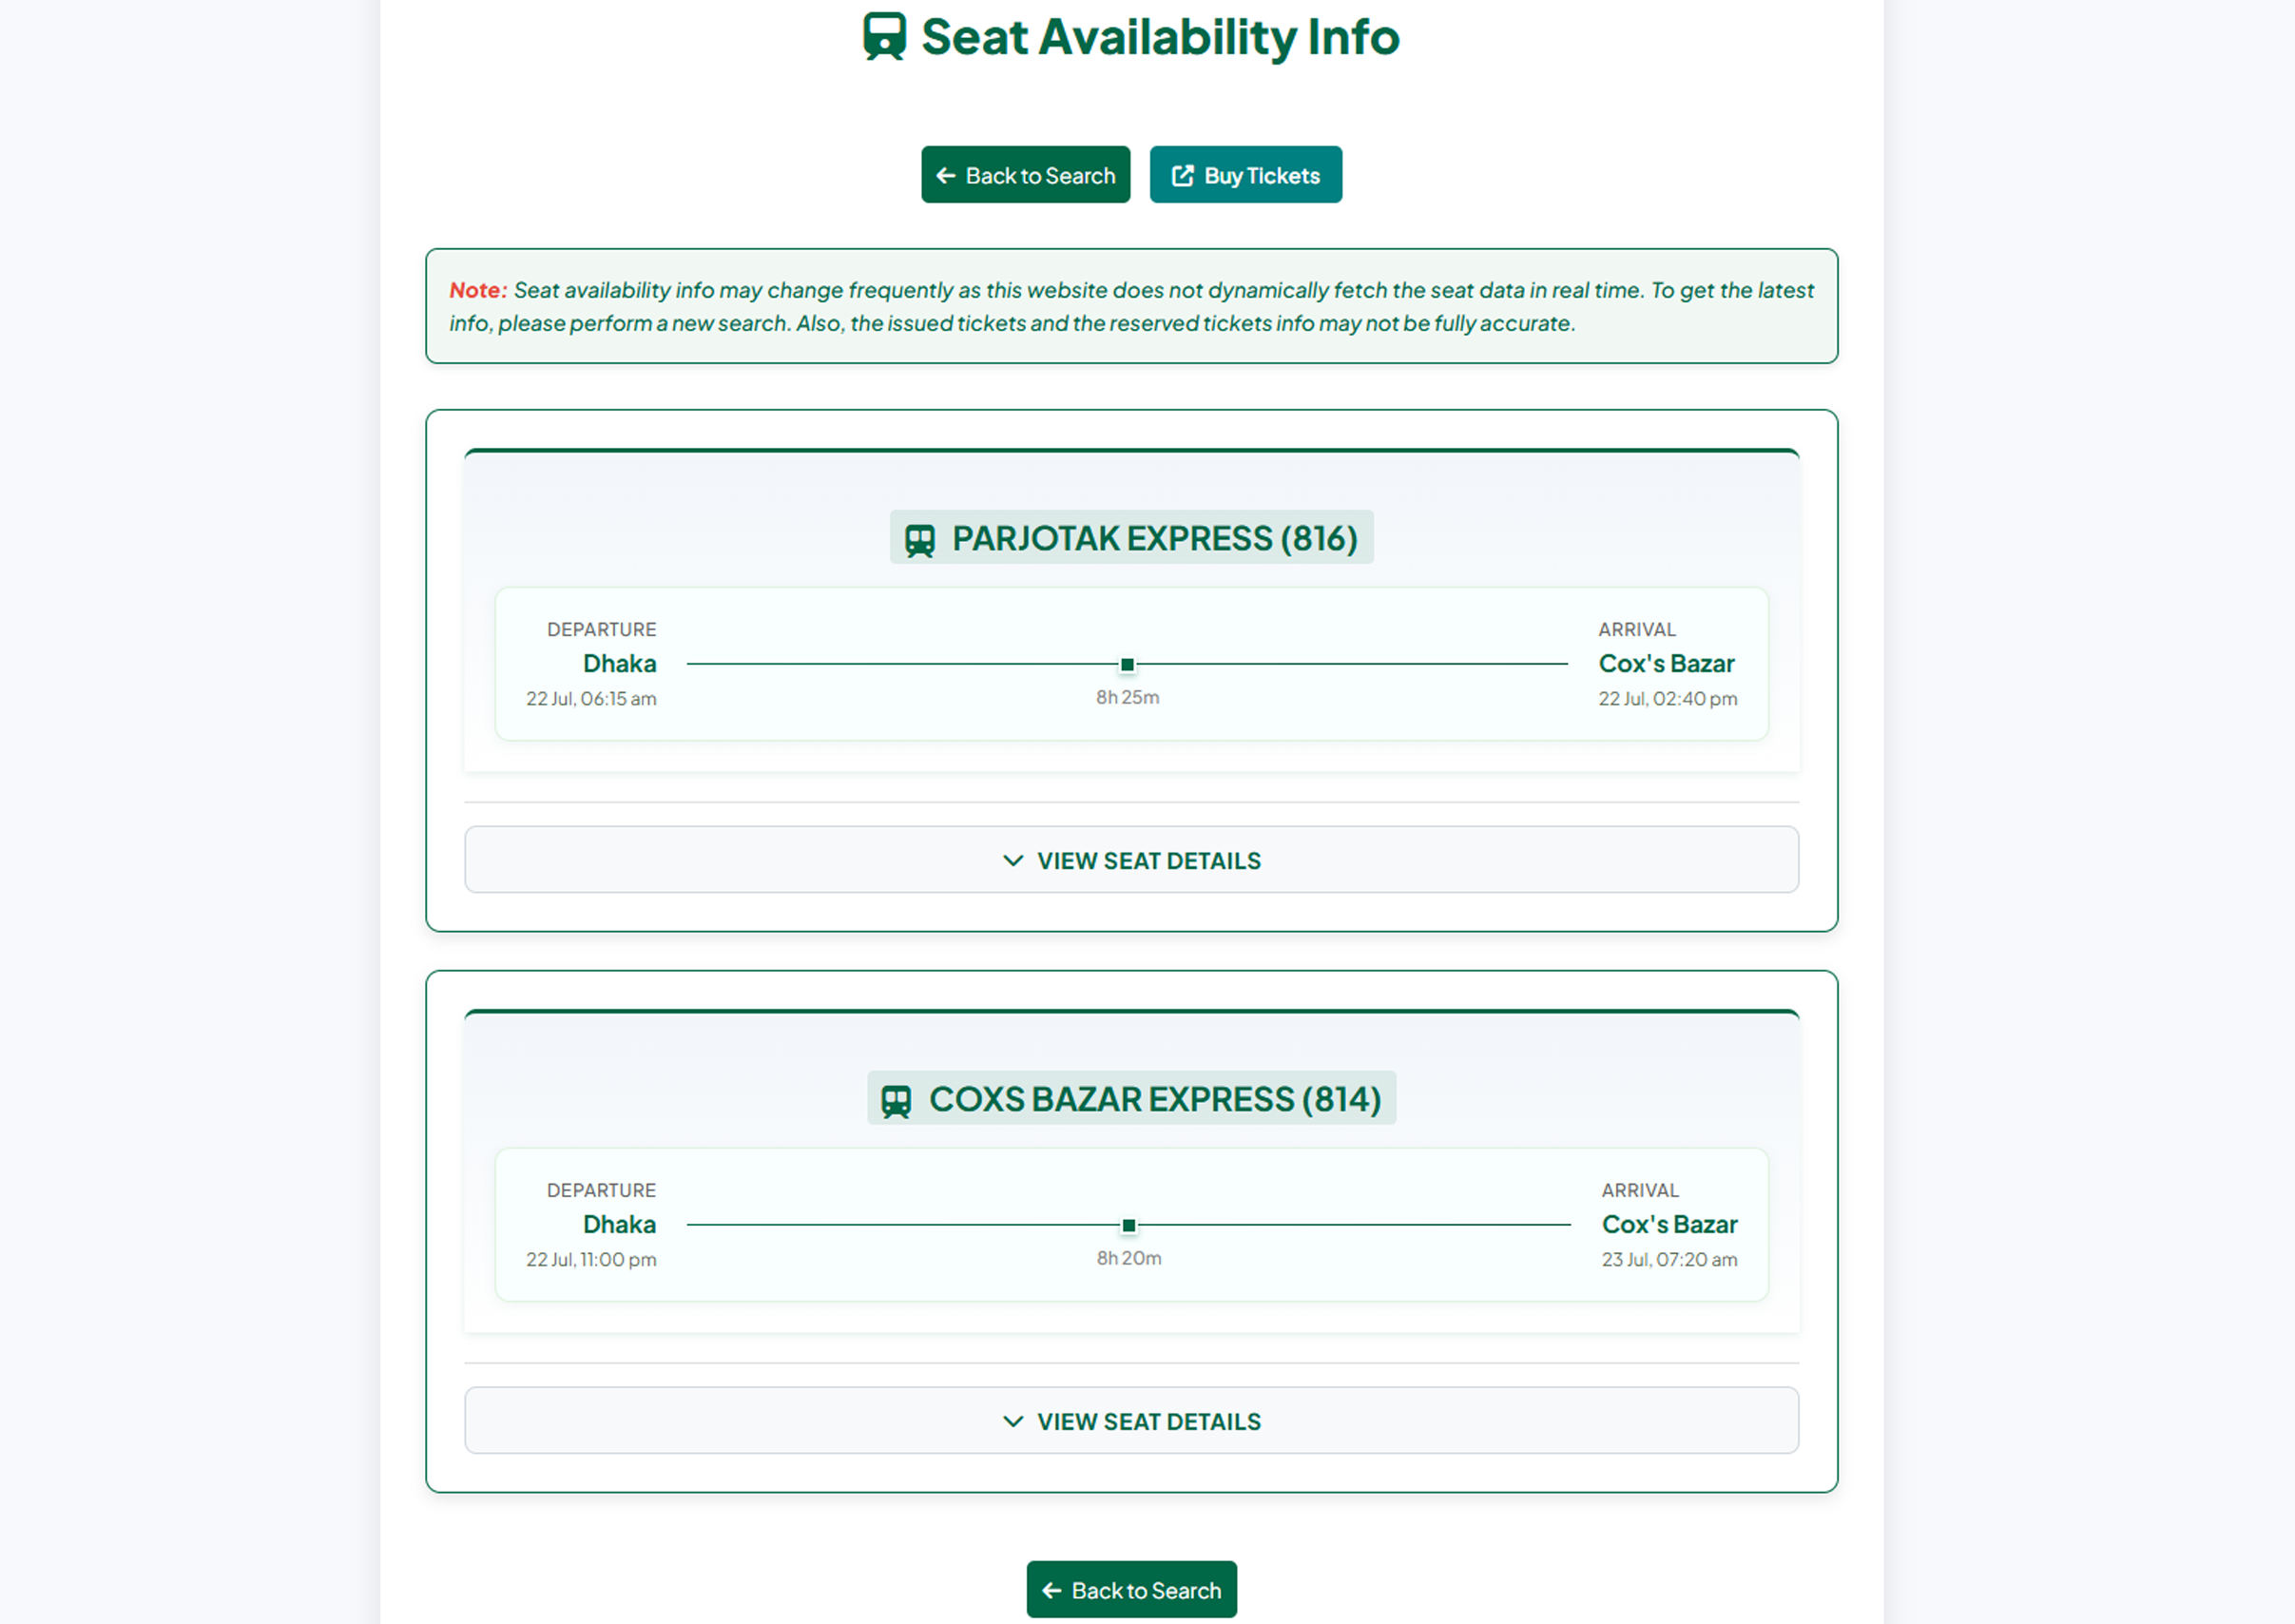 Seat Availability Info
Back to Search
Buy Tickets
Note: Seat availability info may change frequently as this website does not dynamically fetch the seat data in real time. To get the latest
info, please perform a new search. Also, the issued tickets and the reserved tickets info may not be fully accurate.
PARJOTAK EXPRESS (816)
DEPARTURE
Dhaka
22 Jul, 06:15 am
8h 25m
ARRIVAL
Cox's Bazar
22 Jul, 02:40 pm
VIEW SEAT DETAILS
COXS BAZAR EXPRESS (814)
DEPARTURE
Dhaka
22 Jul, 11:00 pm
8h 20m
ARRIVAL
Cox's Bazar
23 Jul, 07:20 am
VIEW SEAT DETAILS
Back to Search